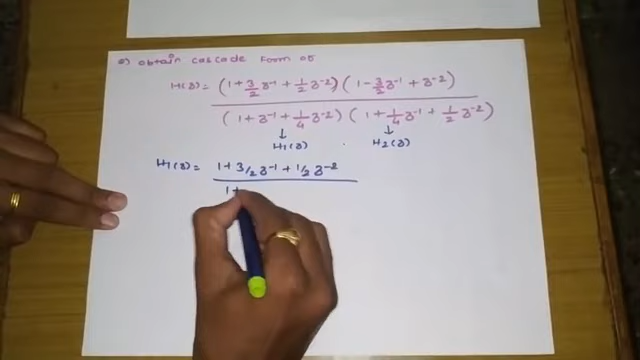 a) obtain cascade form of
H(z) = (1 + 3/2 z⁻¹ + 1/2 z⁻²) (1 - 3/2 z⁻¹ + z⁻²)
(1 + z⁻¹ + 1/4 z⁻²) (1 + 1/4 z⁻¹ + 1/2 z⁻²)
↓ ↓
H₁(z) H₂(z)
H₁(z) = 1 + 3/2 z⁻¹ + 1/2 z⁻²
1 +